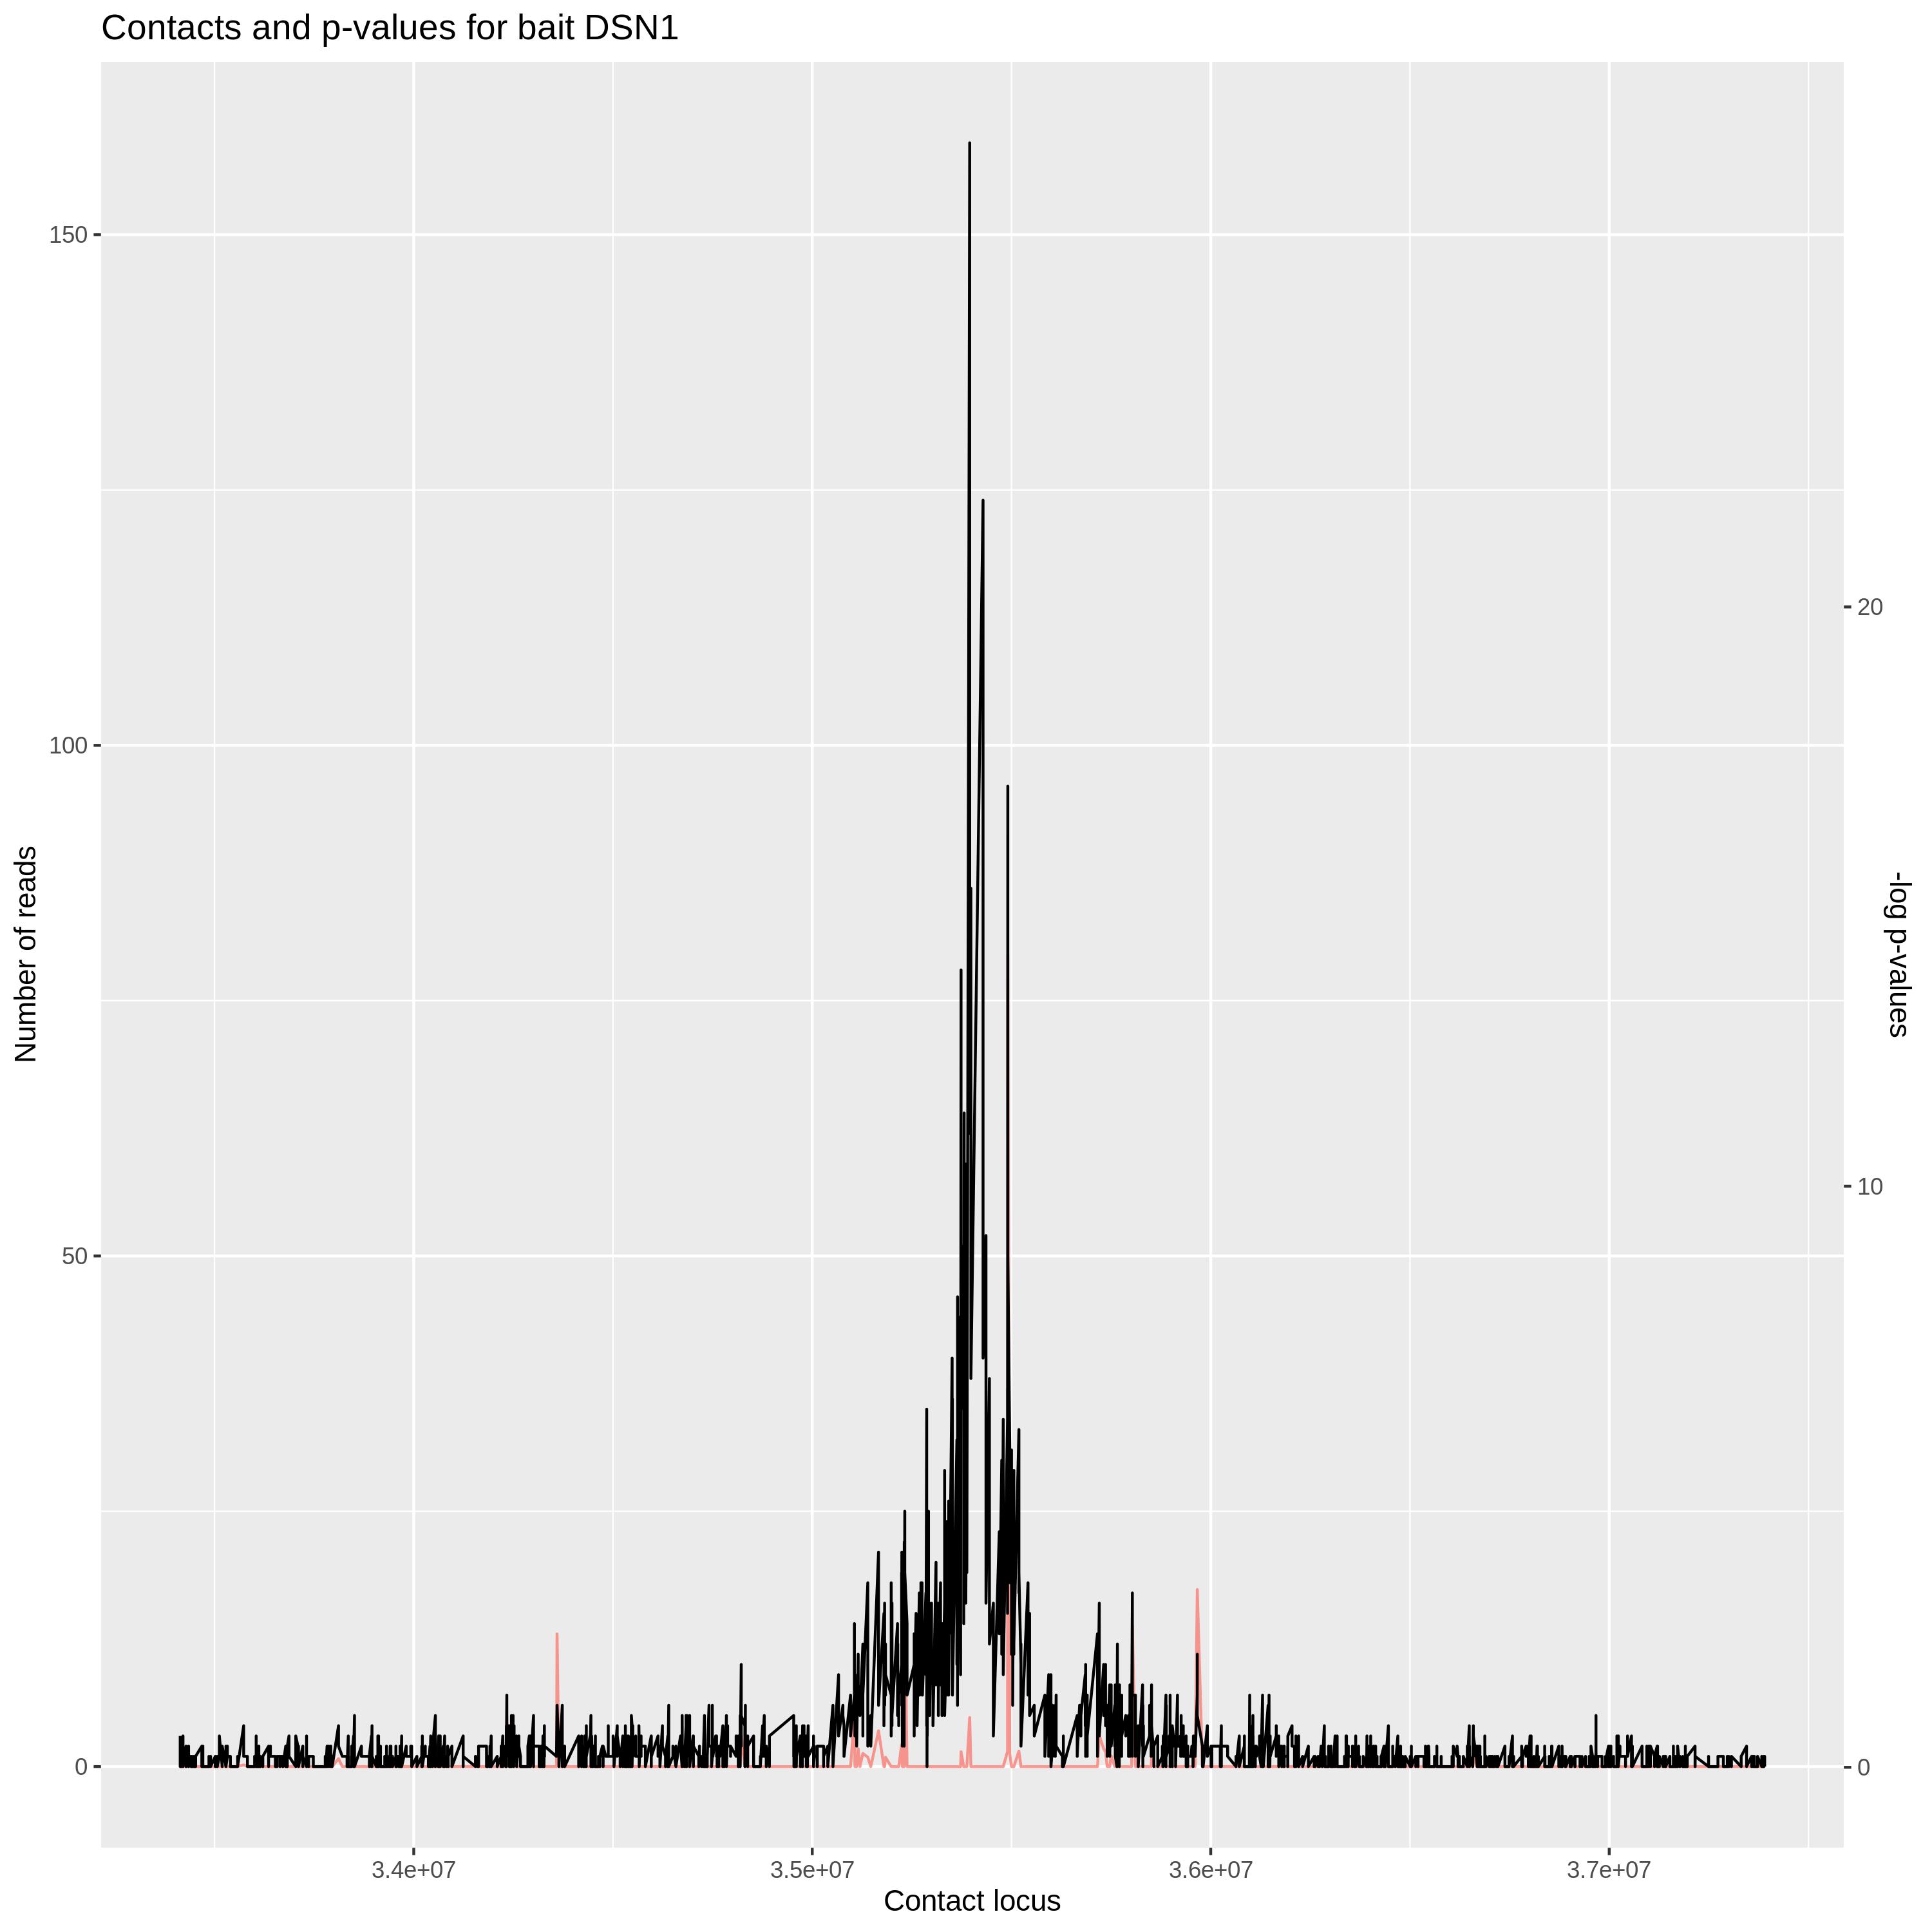 Contacts and p-values for bait DSN1
150
100
50
0
Number of reads
20
10
0
-log p-values
3.4e+07
3.5e+07
3.6e+07
3.7e+07
Contact locus